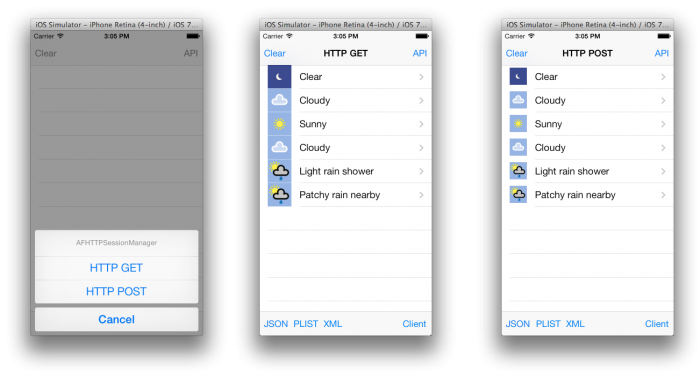 iOS Simulator – iPhone Retina (4-inch) / iOS 7...
Carrier 3:05 PM
Clear API
AFHTTPSessionManager
HTTP GET
HTTP POST
Cancel
iOS Simulator – iPhone Retina (4-inch) / iOS 7...
Carrier 3:05 PM
Clear HTTP GET API
Clear
Cloudy
Sunny
Cloudy
Light rain shower
Patchy rain nearby
JSON PLIST XML Client
iOS Simulator – iPhone Retina (4-inch) / iOS 7...
Carrier 3:05 PM
Clear HTTP POST API
Clear
Cloudy
Sunny
Cloudy
Light rain shower
Patchy rain nearby
JSON PLIST XML Client